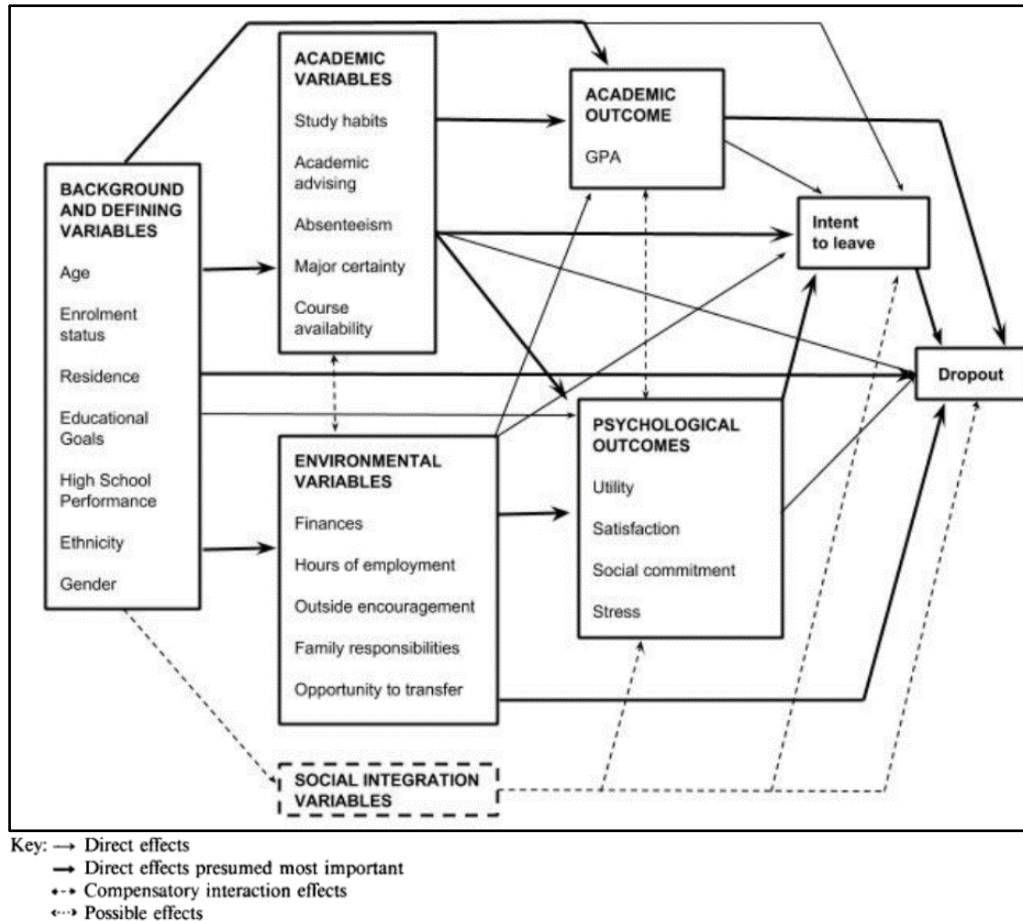 BACKGROUND
AND DEFINING
VARIABLES
Age
Enrolment
status
Residence
Educational
Goals
High School
Performance
Ethnicity
Gender
ACADEMIC
VARIABLES
Study habits
Academic
advising
Absenteeism
Major certainty
Course
availability
ENVIRONMENTAL
VARIABLES
Finances
Hours of employment
Outside encouragement
Family responsibilities
Opportunity to transfer
SOCIAL INTEGRATION
VARIABLES
ACADEMIC
OUTCOME
GPA
PSYCHOLOGICAL
OUTCOMES
Utility
Satisfaction
Social commitment
Stress
Intent
to leave
Dropout
Key: → Direct effects
→ Direct effects presumed most important
Compensatory interaction effects
Possible effects